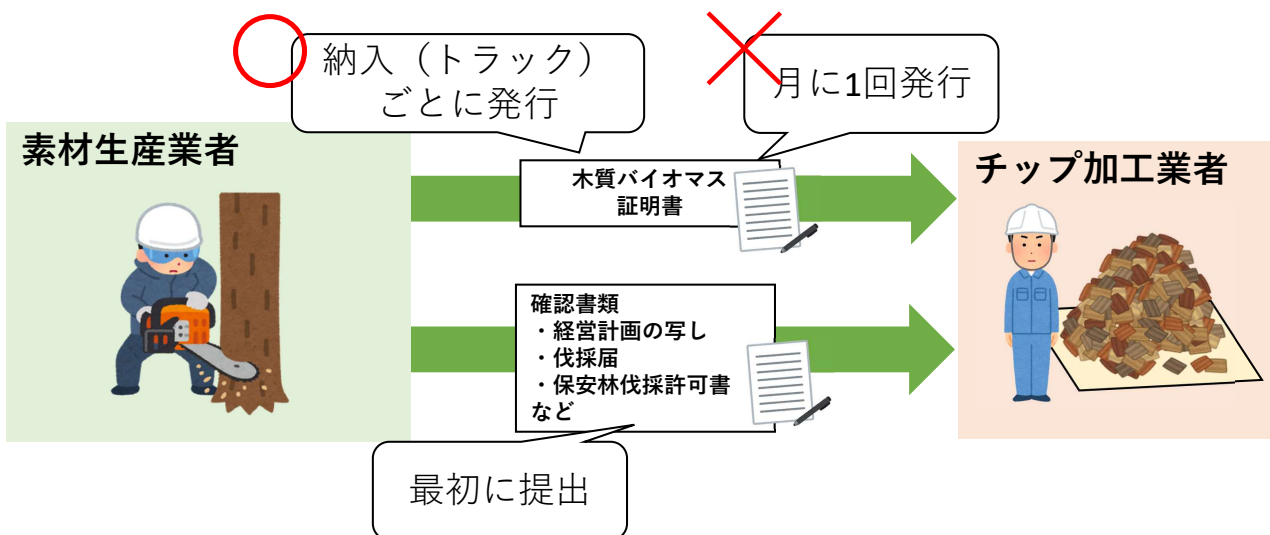 納入（トラック）
ごとに発行
月に1回発行
素材生産業者
木質バイオマス
証明書
チップ加工業者
確認書類
・経営計画の写し
・伐採届
・保安林伐採許可書
など
最初に提出